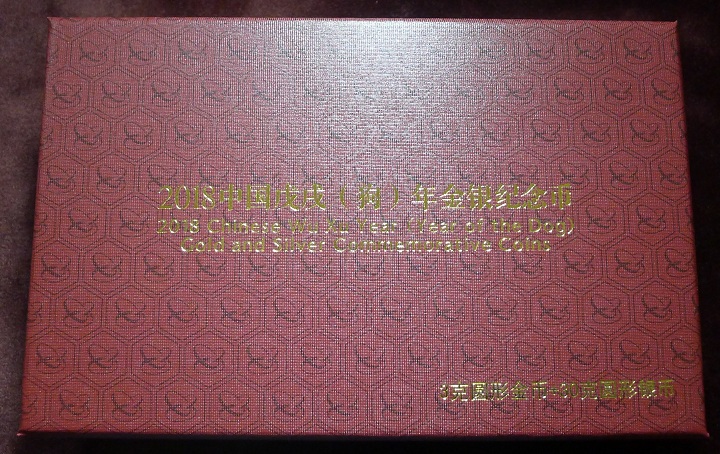 2018中国戊戌（狗）年金银纪念币
2018 Chinese Wu Xu Year (Year of the Dog)
Gold and Silver Commemorative Coins
3克圆形金币+30克圆形银币